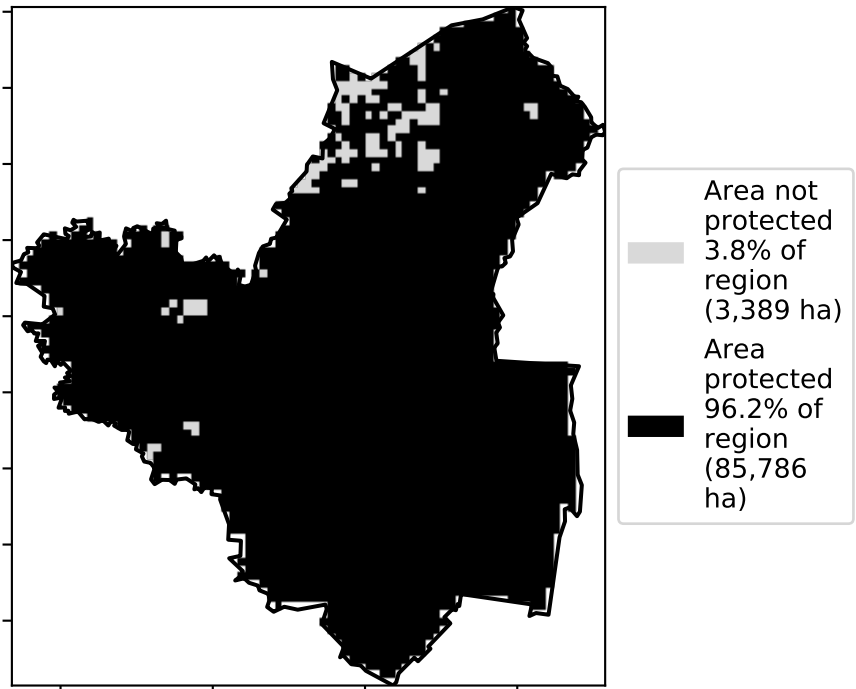 Area not
protected
3.8% of
region
(3,389 ha)
Area
protected
96.2% of
region
(85,786
ha)